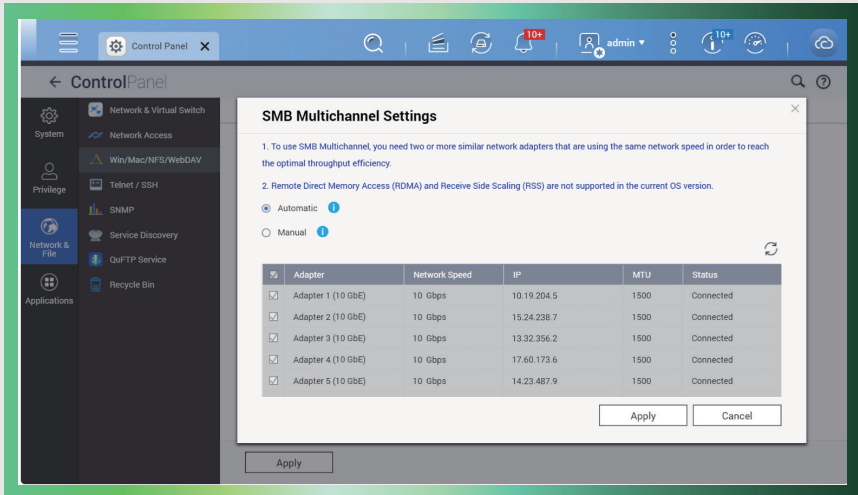 Control Panel
10+
admin
10+
ControlPanel
System
Privilege
Network &
File
Applications
Network & Virtual Switch
Network Access
Win/Mac/NFS/WebDAV
Telnet / SSH
SNMP
Service Discovery
QuFTP Service
Recycle Bin
SMB Multichannel Settings
1. To use SMB Multichannel, you need two or more similar network adapters that are using the same network speed in order to reach
the optimal throughput efficiency.
2. Remote Direct Memory Access (RDMA) and Receive Side Scaling (RSS) are not supported in the current OS version.
Automatic
Manual
Adapter Network Speed IP MTU Status
Adapter 1 (10 GbE) 10 Gbps 10.19.204.5 1500 Connected
Adapter 2 (10 GbE) 10 Gbps 15.24.238.7 1500 Connected
Adapter 3 (10 GbE) 10 Gbps 13.32.356.2 1500 Connected
Adapter 4 (10 GbE) 10 Gbps 17.60.173.6 1500 Connected
Adapter 5 (10 GbE) 10 Gbps 14.23.487.9 1500 Connected
Apply Cancel
Apply